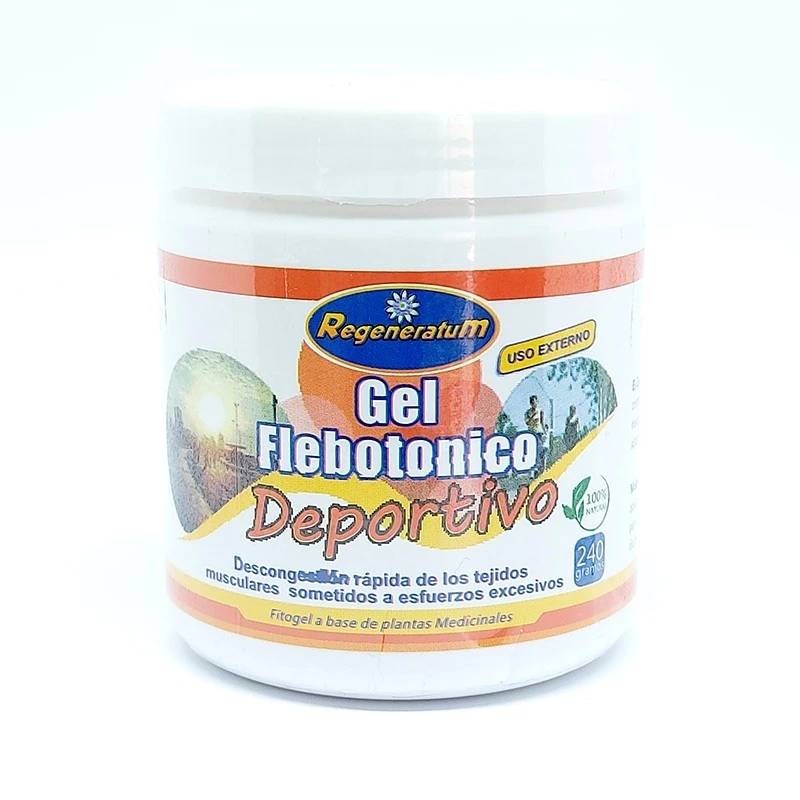 RegeneratuM
USO EXTERNO
Gel
Flebotonico
Deportivo
100%
NATURAL
240
gramos
Descongestión rápida de los tejidos
musculares sometidos a esfuerzos excesivos
Fitogel a base de plantas Medicinales